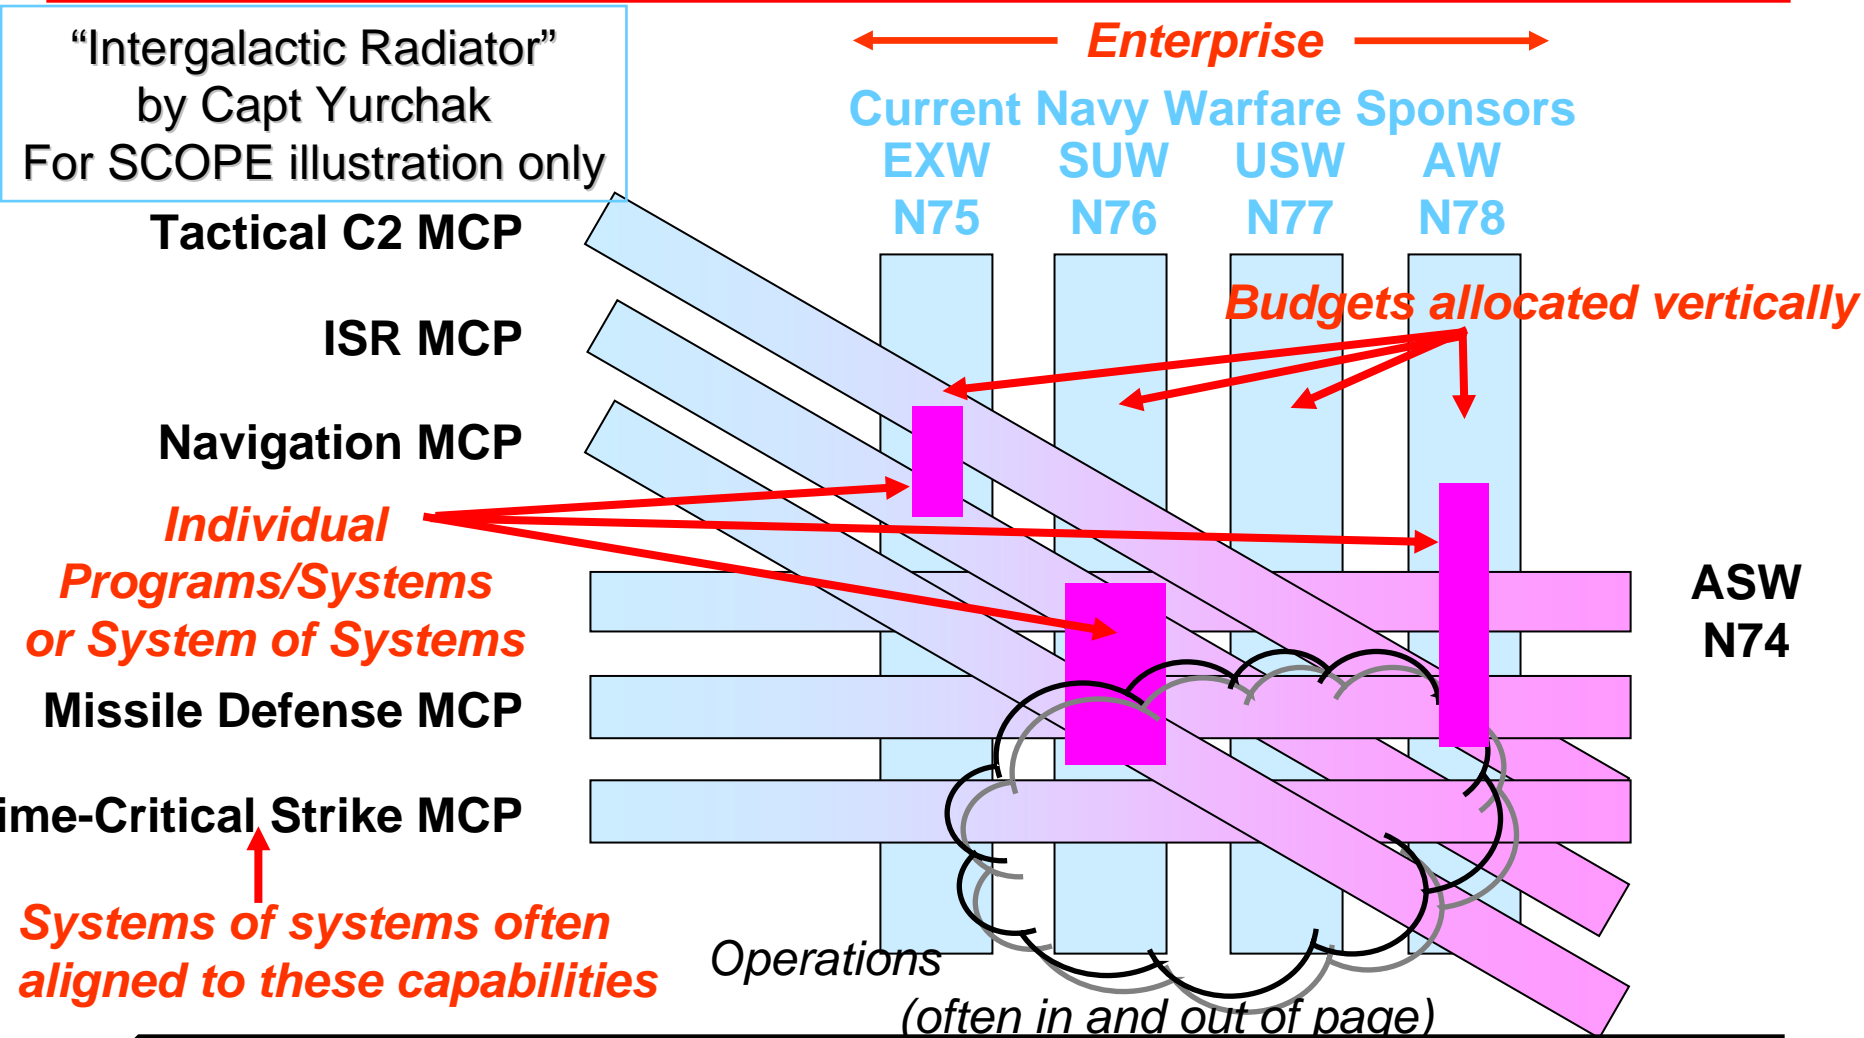 “Intergalactic Radiator”
by Capt Yurchak
For SCOPE illustration only
Enterprise
Current Navy Warfare Sponsors
EXW SUW USW AW
N75 N76 N77 N78
Tactical C2 MCP
Budgets allocated vertically
ISR MCP
Navigation MCP
Individual
Programs/Systems
or System of Systems
ASW
N74
Missile Defense MCP
ime-Critical Strike MCP
Systems of systems often
aligned to these capabilities
Operations
(often in and out of page)